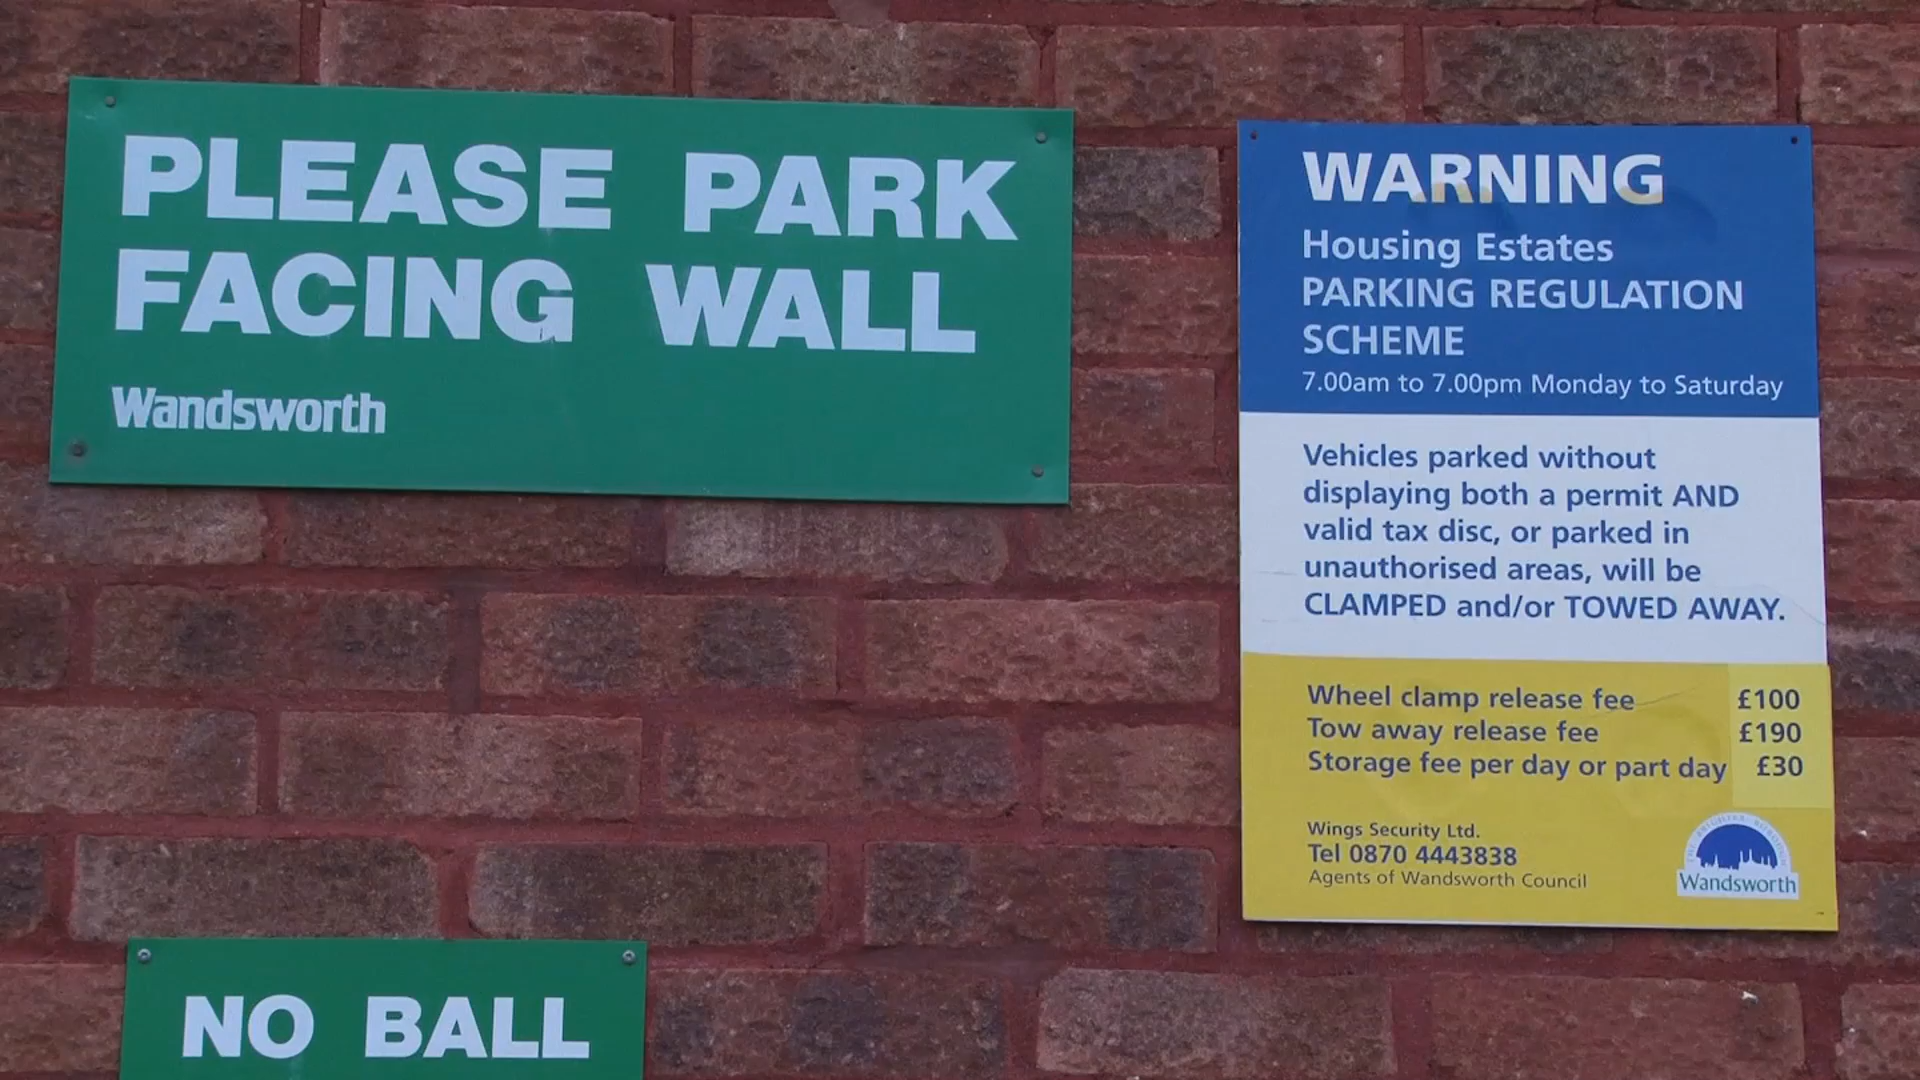 PLEASE PARK
FACING WALL
Wandsworth
WARNING
Housing Estates
PARKING REGULATION
SCHEME
7.00am to 7.00pm Monday to Saturday
Vehicles parked without
displaying both a permit AND
valid tax disc, or parked in
unauthorised areas, will be
CLAMPED and/or TOWED AWAY.
Wheel clamp release fee £100
Tow away release fee £190
Storage fee per day or part day £30
Wings Security Ltd.
Tel 0870 4443838
Agents of Wandsworth Council
Wandsworth
NO BALL